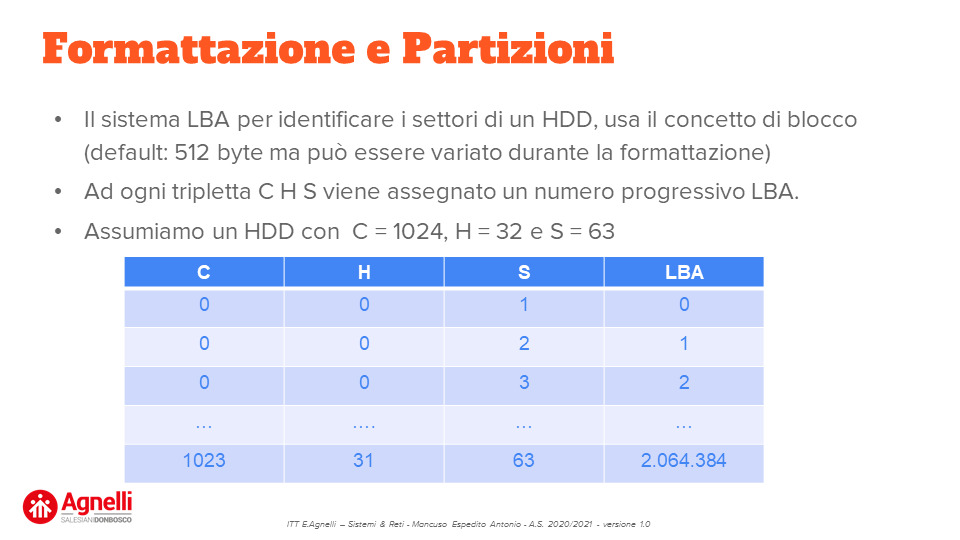 Formattazione e Partizioni
• Il sistema LBA per identificare i settori di un HDD, usa il concetto di blocco
(default: 512 byte ma può essere variato durante la formattazione)
• Ad ogni tripletta C H S viene assegnato un numero progressivo LBA.
• Assumiamo un HDD con C = 1024, H = 32 e S = 63
C H S LBA
0 0 1 0
0 0 2 1
0 0 3 2
... .... ... ...
1023 31 63 2.064.384
Agnelli
SALESIANI DONBOSCO
ITT E.Agnelli – Sistemi & Reti - Mancuso Espedito Antonio - A.S. 2020/2021 - versione 1.0